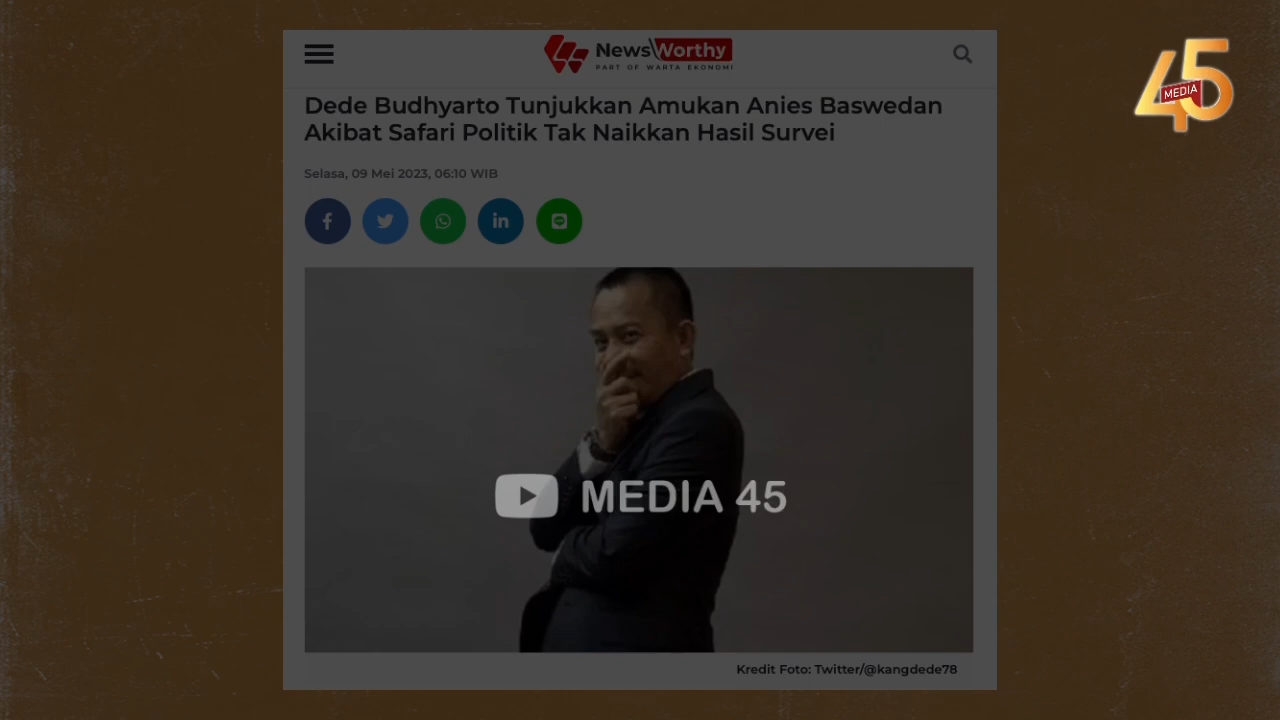 NewsWorthy
PART OF WARTA EKONOMI
MEDIA
45
Dede Budhyarto Tunjukkan Amukan Anies Baswedan
Akibat Safari Politik Tak Naikkan Hasil Survei
Selasa, 09 Mei 2023, 06:10 WIB
MEDIA 45
Kredit Foto: Twitter/@kangdede78